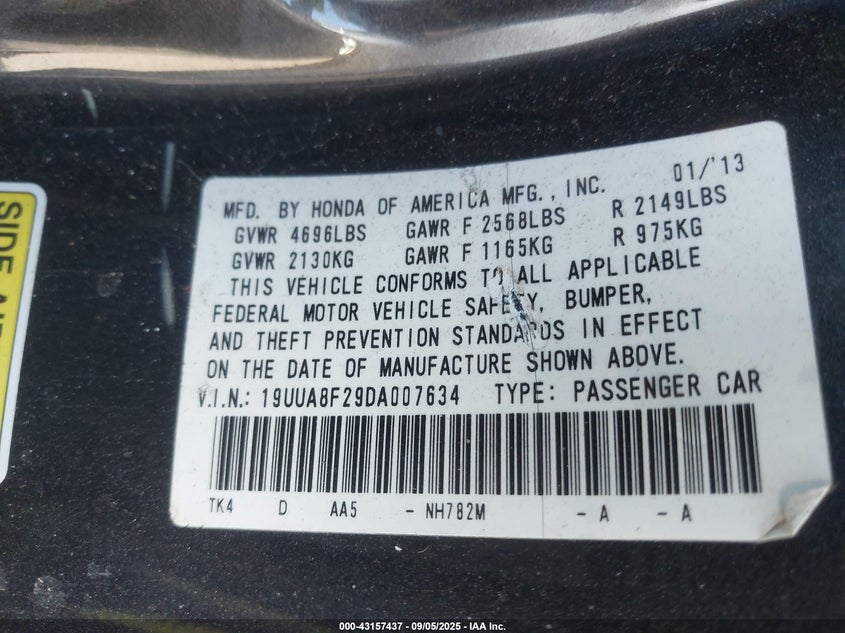 01/'13
MFD. BY HONDA OF AMERICA MFG., INC.
GVWR 4696LBS GAWR F 2568LBS R 2149LBS
GVWR 2130KG GAWR F 1165KG R 975KG
THIS VEHICLE CONFORMS TO ALL APPLICABLE
FEDERAL MOTOR VEHICLE SAFETY, BUMPER,
AND THEFT PREVENTION STANDARDS IN EFFECT
ON THE DATE OF MANUFACTURE SHOWN ABOVE.
V.I.N.: 19UUA8F29DA007634 TYPE: PASSENGER CAR
TK4 D AA5 - NH782M - A - A
SIDE
000-43157437 - 09/05/2025 - IAA Inc.